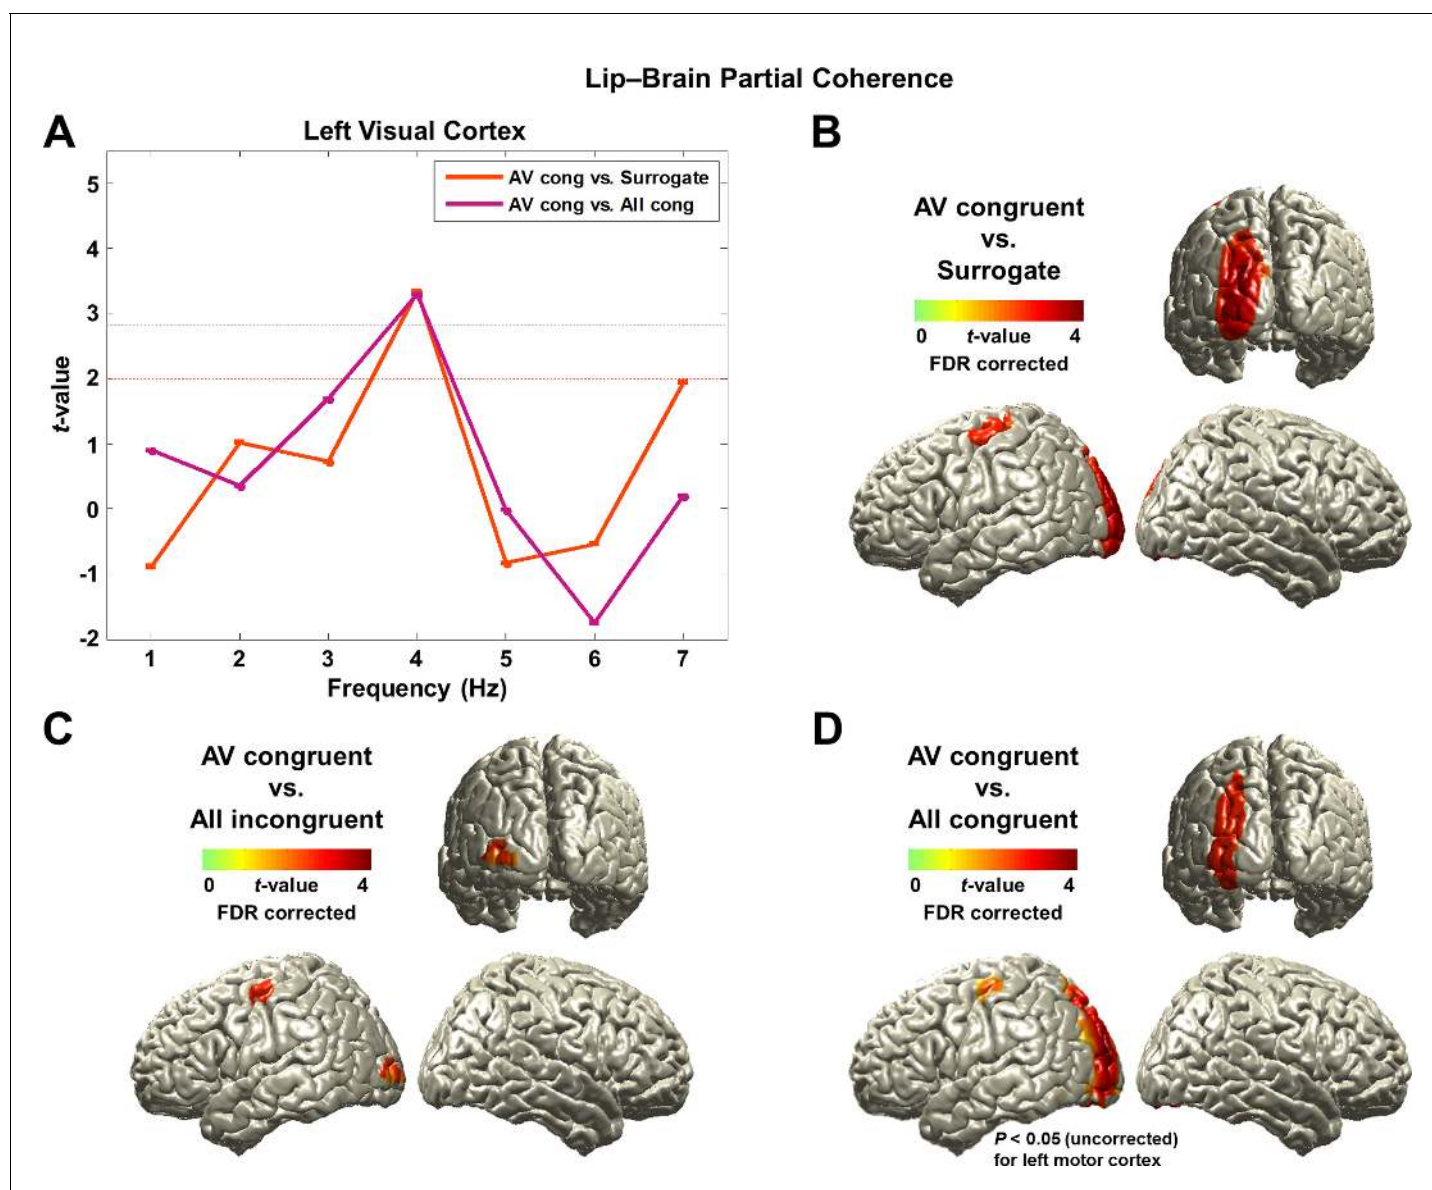 Lip–Brain Partial Coherence
A
Left Visual Cortex
AV cong vs. Surrogate
AV cong vs. All cong
5
4
3
2
1
0
-1
-2
t-value
1 2 3 4 5 6 7
Frequency (Hz)
B
AV congruent
vs.
Surrogate
0 t-value 4
FDR corrected
C
AV congruent
vs.
All incongruent
0 t-value 4
FDR corrected
D
AV congruent
vs.
All congruent
0 t-value 4
FDR corrected
P < 0.05 (uncorrected)
for left motor cortex